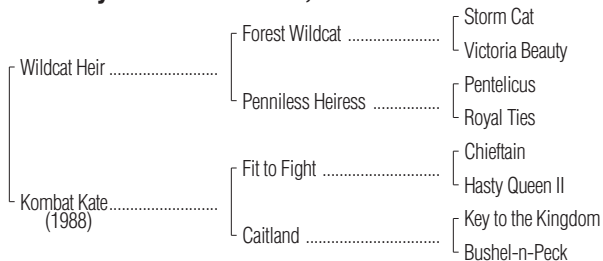 Storm Cat
Forest Wildcat
Victoria Beauty
Wildcat Heir
Pentelicus
Penniless Heiress
Royal Ties
Chieftain
Fit to Fight
Hasty Queen II
Kombat Kate
(1988)
Key to the Kingdom
Caitland
Bushel-n-Peck